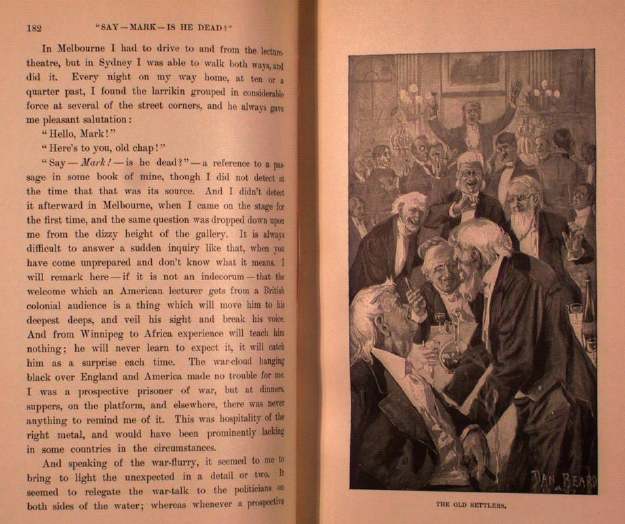 182 "SAY—MARK—IS HE DEAD?"
In Melbourne I had to drive to and from the lecture-
theatre, but in Sydney I was able to walk both ways, and
did it. Every night on my way home, at ten or a
quarter past, I found the larrikin grouped in considerable
force at several of the street corners, and he always gave
me pleasant salutation:
"Hello, Mark!"
"Here's to you, old chap!"
"Say—Mark!—is he dead?"—a reference to a pas-
sage in some book of mine, though I did not detect at
the time that that was its source. And I didn't detect
it afterward in Melbourne, when I came on the stage for
the first time, and the same question was dropped down upon
me from the dizzy height of the gallery. It is always
difficult to answer a sudden inquiry like that, when you
have come unprepared and don't know what it means. I
will remark here—if it is not an indecorum—that the
welcome which an American lecturer gets from a British
colonial audience is a thing which will move him to his
deepest deeps, and veil his sight and break his voice.
And from Winnipeg to Africa experience will teach him
nothing; he will never learn to expect it, it will catch
him as a surprise each time. The war-cloud hanging
black over England and America made no trouble for me.
I was a prospective prisoner of war, but at dinners,
suppers, on the platform, and elsewhere, there was never
anything to remind me of it. This was hospitality of the
right metal, and would have been prominently lacking
in some countries in the circumstances.
And speaking of the war-flurry, it seemed to me to
bring to light the unexpected in a detail or two. It
seemed to relegate the war-talk to the politicians on
both sides of the water; whereas whenever a prospective
DAN BEARD
THE OLD SETTLERS.